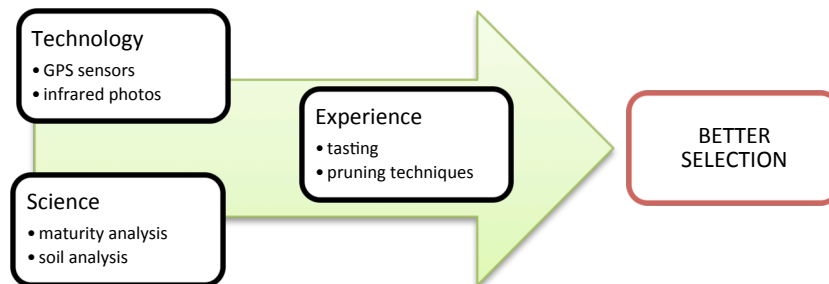 Technology
• GPS sensors
• infrared photos
Experience
• tasting
• pruning techniques
BETTER
SELECTION
Science
• maturity analysis
• soil analysis